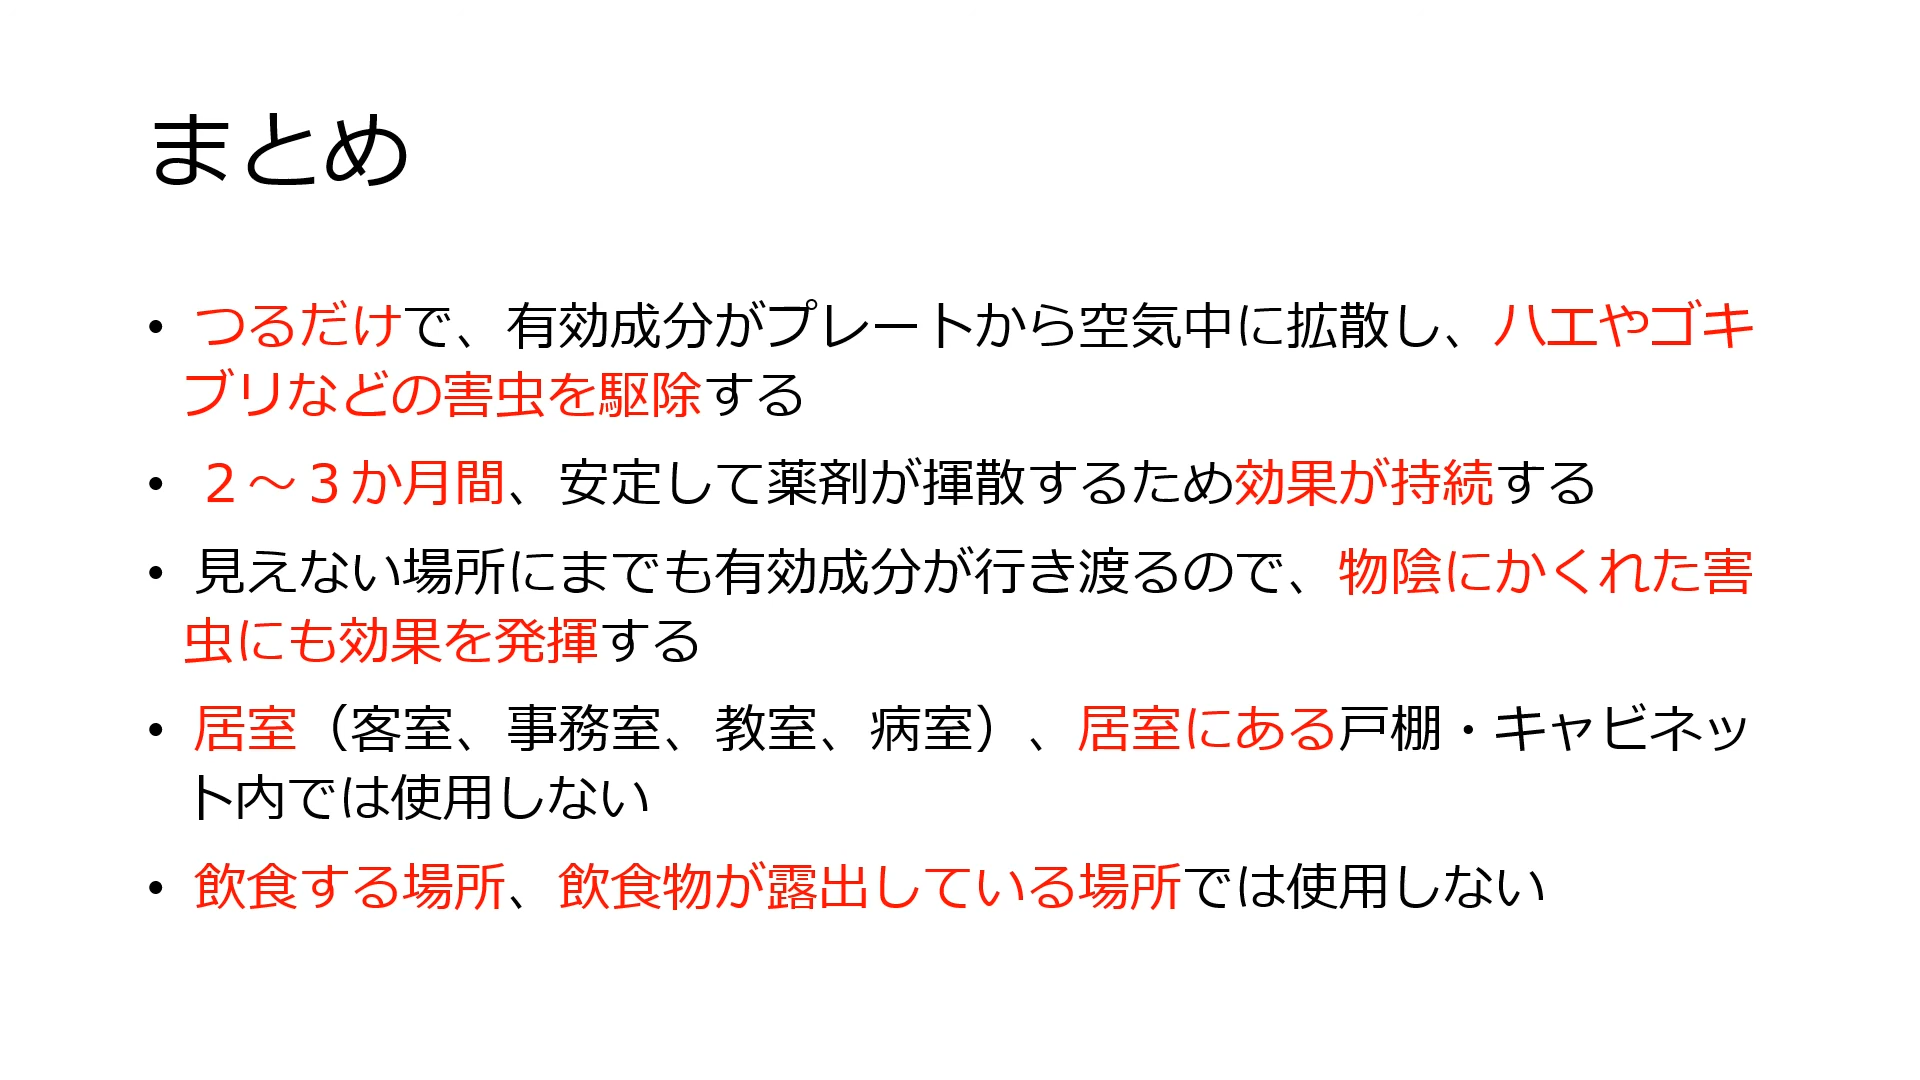 まとめ
• つるだけで、有効成分がプレートから空気中に拡散し、ハエやゴキ
ブリなどの害虫を駆除する
• ２～３か月間、安定して薬剤が揮散するため効果が持続する
• 見えない場所にまでも有効成分が行き渡るので、物陰にかくれた害
虫にも効果を発揮する
• 居室（客室、事務室、教室、病室）、居室にある戸棚・キャビネッ
ト内では使用しない
• 飲食する場所、飲食物が露出している場所では使用しない